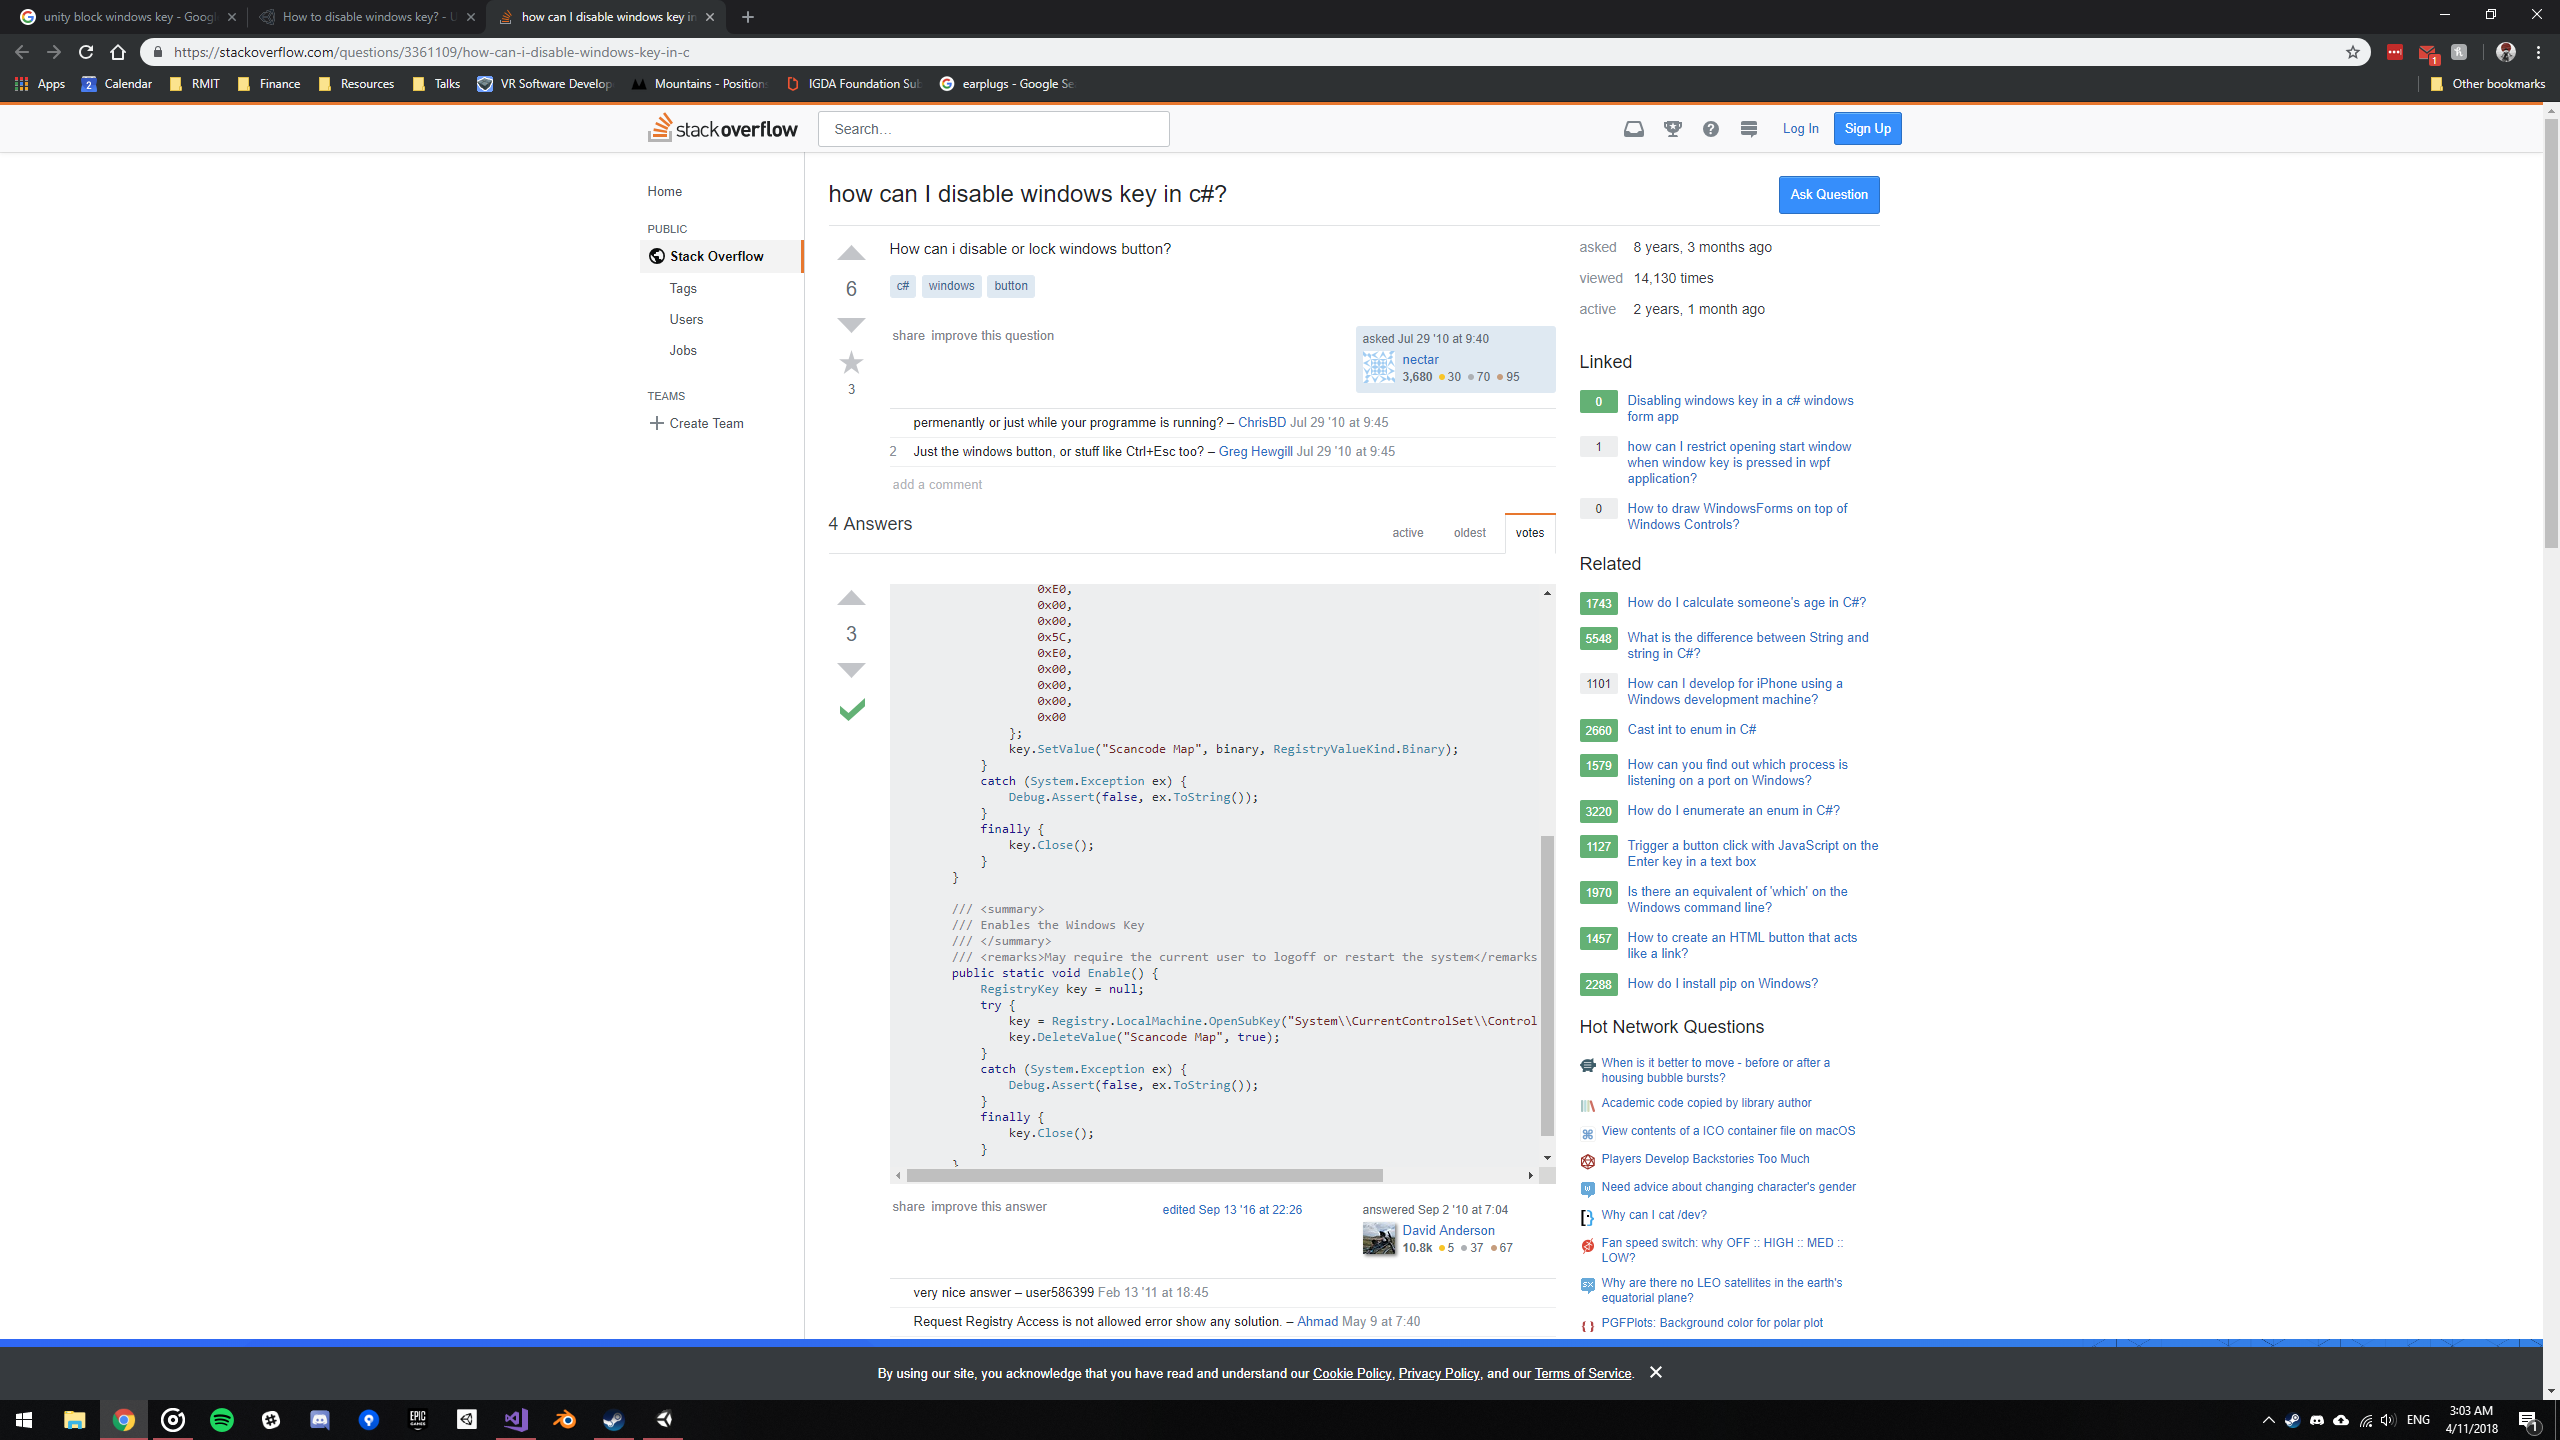 unity block windows key - Googl
How to disable windows key? - U
how can I disable windows key in
https://stackoverflow.com/questions/3361109/how-can-i-disable-windows-key-in-c
1
Apps
2
Calendar
RMIT
Finance
Resources
Talks
VR Software Develop
Mountains - Positions
IGDA Foundation Sub
earplugs - Google Se
Other bookmarks
stackoverflow
Search…
Log In
Sign Up
Home
PUBLIC
Stack Overflow
Tags
Users
Jobs
TEAMS
Create Team
how can I disable windows key in c#?
Ask Question
6
3
How can i disable or lock windows button?
c# windows button
share improve this question
asked Jul 29 '10 at 9:40
nectar
3,680 30 70 95
permenantly or just while your programme is running? – ChrisBD Jul 29 '10 at 9:45
2 Just the windows button, or stuff like Ctrl+Esc too? – Greg Hewgill Jul 29 '10 at 9:45
add a comment
4 Answers
active oldest votes
3
0xE0,
0x00,
0x00,
0x5C,
0xE0,
0x00,
0x00,
0x00,
0x00
};
key.SetValue("Scancode Map", binary, RegistryValueKind.Binary);
}
catch (System.Exception ex) {
Debug.Assert(false, ex.ToString());
}
finally {
key.Close();
}
}
/// <summary>
/// Enables the Windows Key
/// </summary>
/// <remarks>May require the current user to logoff or restart the system</remarks
public static void Enable() {
RegistryKey key = null;
try {
key = Registry.LocalMachine.OpenSubKey("System\\CurrentControlSet\\Control
key.DeleteValue("Scancode Map", true);
}
catch (System.Exception ex) {
Debug.Assert(false, ex.ToString());
}
finally {
key.Close();
}
}
share improve this answer
edited Sep 13 '16 at 22:26
answered Sep 2 '10 at 7:04
David Anderson
10.8k 5 37 67
very nice answer – user586399 Feb 13 '11 at 18:45
Request Registry Access is not allowed error show any solution. – Ahmad May 9 at 7:40
asked 8 years, 3 months ago
viewed 14,130 times
active 2 years, 1 month ago
Linked
0 Disabling windows key in a c# windows
form app
1 how can I restrict opening start window
when window key is pressed in wpf
application?
0 How to draw WindowsForms on top of
Windows Controls?
Related
1743 How do I calculate someone's age in C#?
5548 What is the difference between String and
string in C#?
1101 How can I develop for iPhone using a
Windows development machine?
2660 Cast int to enum in C#
1579 How can you find out which process is
listening on a port on Windows?
3220 How do I enumerate an enum in C#?
1127 Trigger a button click with JavaScript on the
Enter key in a text box
1970 Is there an equivalent of 'which' on the
Windows command line?
1457 How to create an HTML button that acts
like a link?
2288 How do I install pip on Windows?
Hot Network Questions
When is it better to move - before or after a
housing bubble bursts?
Academic code copied by library author
View contents of a ICO container file on macOS
Players Develop Backstories Too Much
Need advice about changing character's gender
Why can I cat /dev?
Fan speed switch: why OFF :: HIGH :: MED ::
LOW?
Why are there no LEO satellites in the earth's
equatorial plane?
PGFPlots: Background color for polar plot
By using our site, you acknowledge that you have read and understand our Cookie Policy, Privacy Policy, and our Terms of Service.
EPIC
GAMES
ENG
3:03 AM
4/11/2018
1